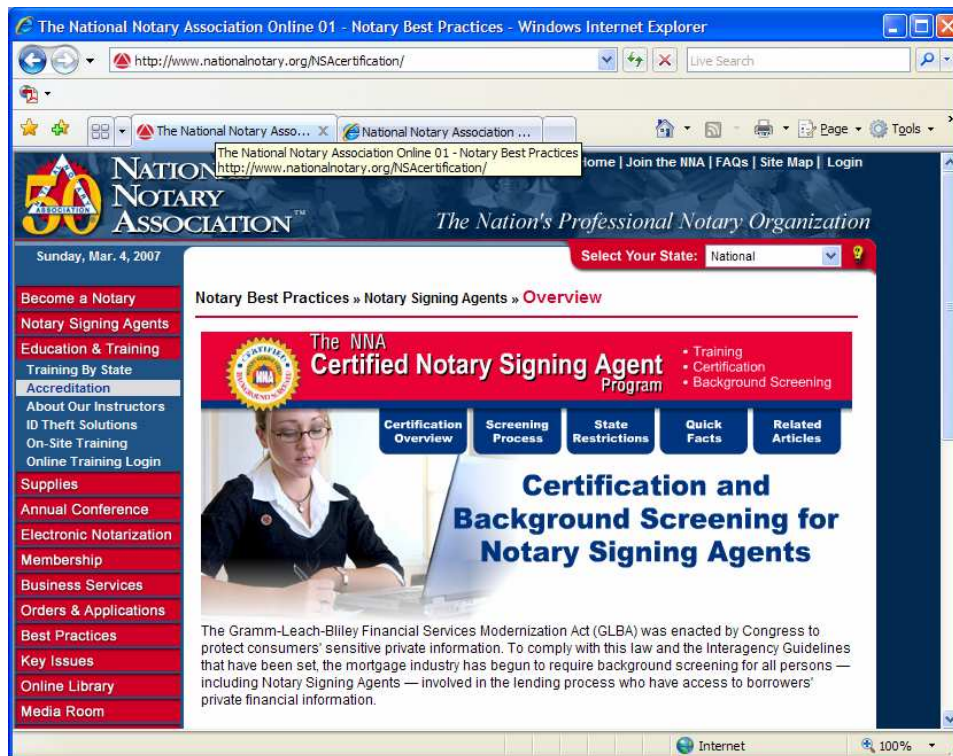 The National Notary Association Online 01 - Notary Best Practices - Windows Internet Explorer
http://www.nationalnotary.org/NSAcertification/
Live Search
The National Notary Asso...
National Notary Association ...
Page
Tools
The National Notary Association Online 01 - Notary Best Practices
http://www.nationalnotary.org/NSAcertification/
Home | Join the NNA | FAQs | Site Map | Login
50
ASSOCIATION
NATIONAL
NOTARY
ASSOCIATION™
The Nation's Professional Notary Organization
Sunday, Mar. 4, 2007
Select Your State: National
Become a Notary
Notary Signing Agents
Education & Training
Training By State
Accreditation
About Our Instructors
ID Theft Solutions
On-Site Training
Online Training Login
Supplies
Annual Conference
Electronic Notarization
Membership
Business Services
Orders & Applications
Best Practices
Key Issues
Online Library
Media Room
Notary Best Practices » Notary Signing Agents » Overview
CERTIFIED
NNA
The NNA
Certified Notary Signing Agent
Program
• Training
• Certification
• Background Screening
Certification Overview
Screening Process
State Restrictions
Quick Facts
Related Articles
Certification and
Background Screening for
Notary Signing Agents
The Gramm-Leach-Bliley Financial Services Modernization Act (GLBA) was enacted by Congress to
protect consumers' sensitive private information. To comply with this law and the Interagency Guidelines
that have been set, the mortgage industry has begun to require background screening for all persons —
including Notary Signing Agents — involved in the lending process who have access to borrowers'
private financial information.
Internet
100%